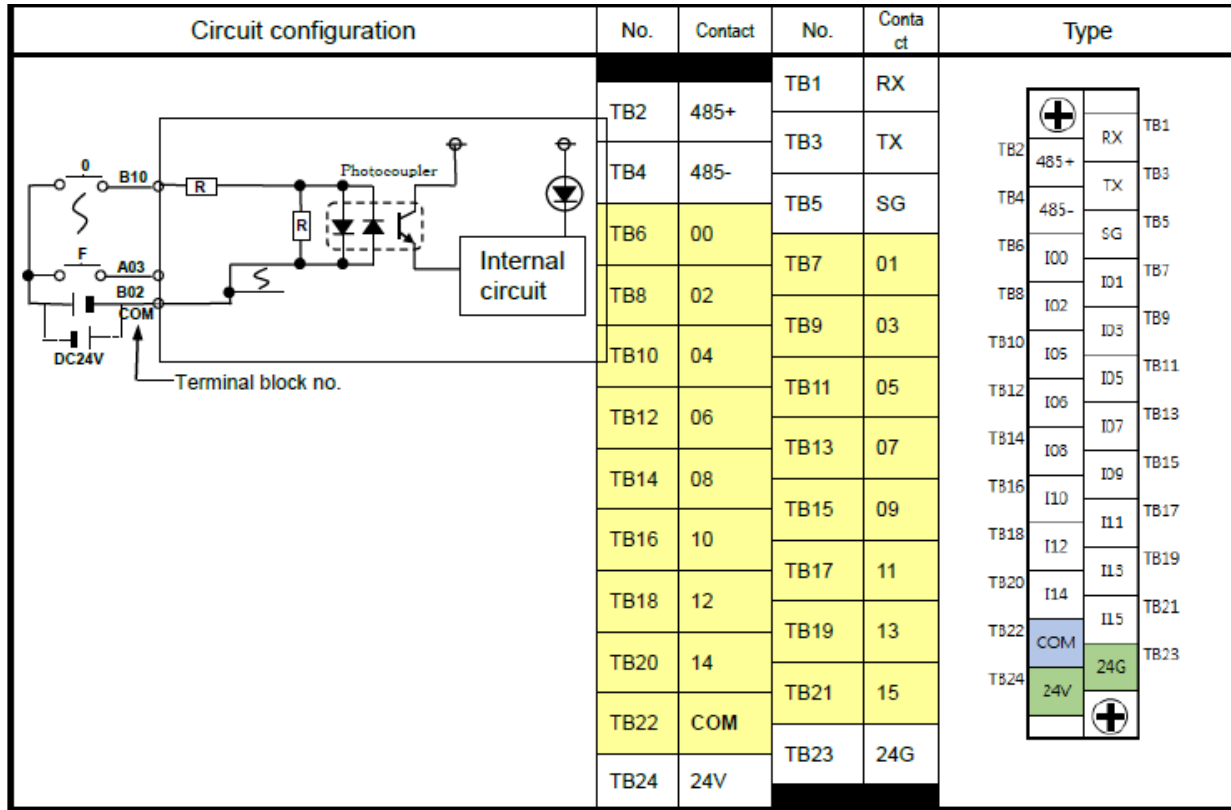 Circuit configuration
No.
Contact
No.
Conta
ct
Type
0
B10
R
R
Photocoupler
Internal
circuit
F
A03
B02
COM
DC24V
Terminal block no.
TB2 485+
TB4 485-
TB6 00
TB8 02
TB10 04
TB12 06
TB14 08
TB16 10
TB18 12
TB20 14
TB22 COM
TB24 24V
TB1 RX
TB3 TX
TB5 SG
TB7 01
TB9 03
TB11 05
TB13 07
TB15 09
TB17 11
TB19 13
TB21 15
TB23 24G
TB2 485+
TB4 485-
TB6 I00
TB8 I02
TB10 I05
TB12 I06
TB14 I08
TB16 I10
TB18 I12
TB20 I14
TB22 COM
TB24 24V
RX TB1
TX TB3
SG TB5
I01 TB7
I03 TB9
I05 TB11
I07 TB13
I09 TB15
I11 TB17
I13 TB19
I15 TB21
24G TB23